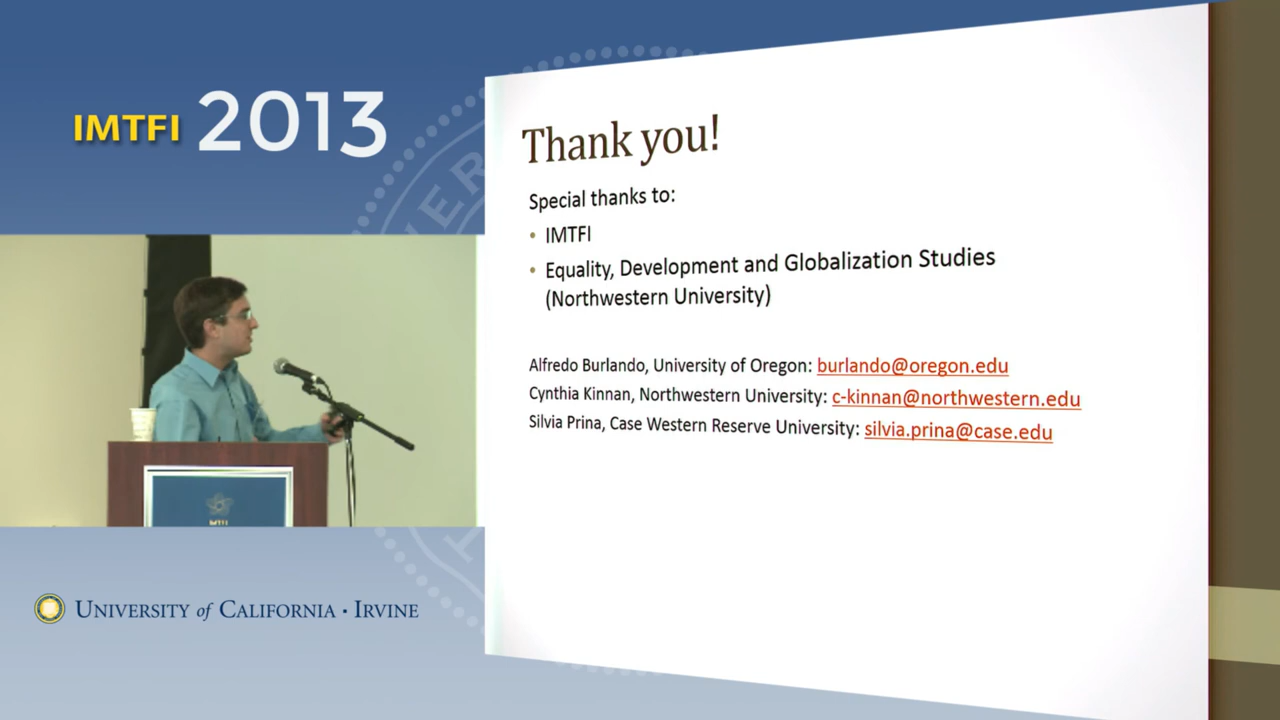 IMTFI 2013
Thank you!
Special thanks to:
• IMTFI
• Equality, Development and Globalization Studies
(Northwestern University)
Alfredo Burlando, University of Oregon: burlando@oregon.edu
Cynthia Kinnan, Northwestern University: c-kinnan@northwestern.edu
Silvia Prina, Case Western Reserve University: silvia.prina@case.edu
UNIVERSITY of CALIFORNIA • IRVINE